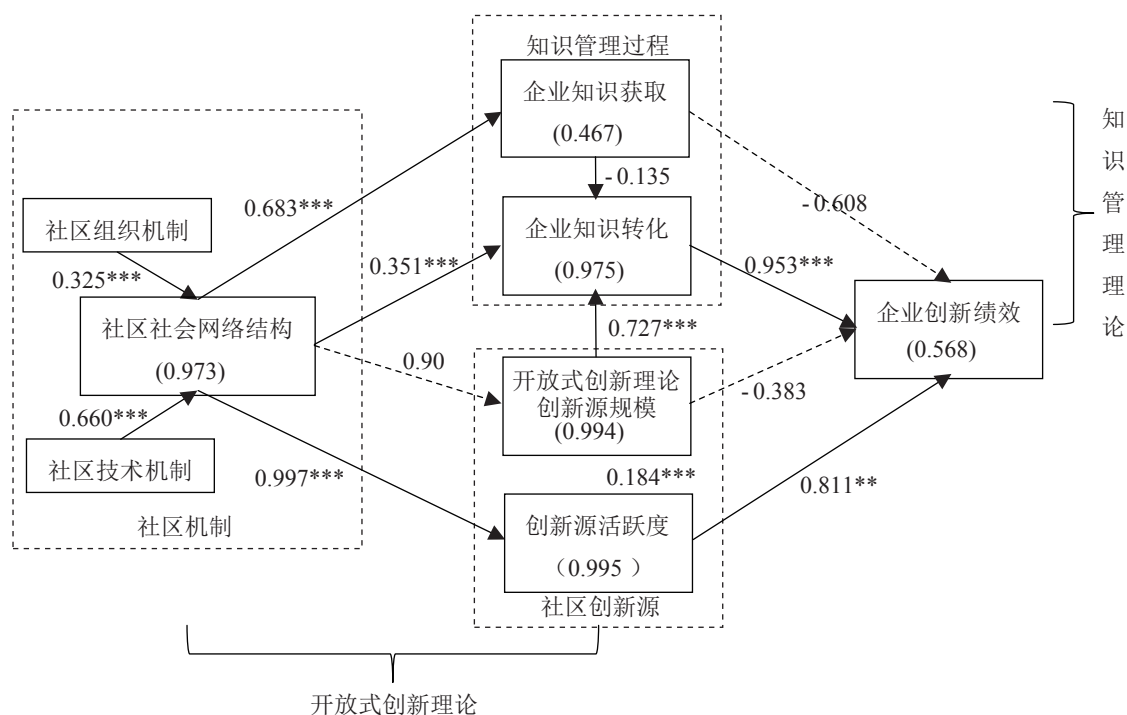 知识管理过程
企业知识获取
(0.467)
- 0.135
企业知识转化
(0.975)
0.683***
0.351***
社区组织机制
0.325***
社区社会网络结构
(0.973)
0.660***
社区技术机制
社区机制
0.997***
0.90
0.727***
开放式创新理论
创新源规模
(0.994)
0.184***
创新源活跃度
（0.995 ）
社区创新源
- 0.608
0.953***
- 0.383
0.811**
企业创新绩效
(0.568)
知识管理理论
开放式创新理论